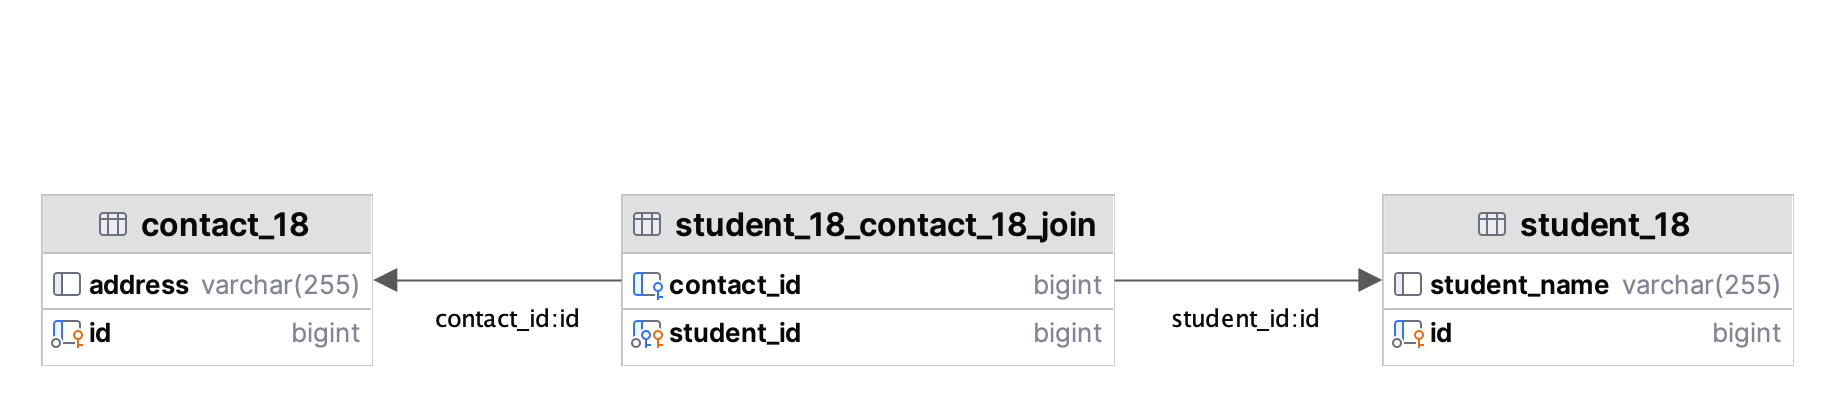 contact_18
address varchar(255)
id bigint
contact_id:id
student_18_contact_18_join
contact_id bigint
student_id bigint
student_id:id
student_18
student_name varchar(255)
id bigint